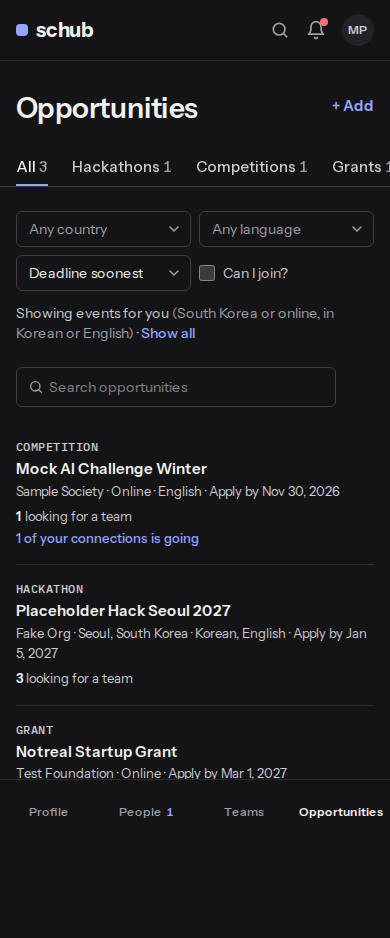 schub
MP
Opportunities
+ Add
All 3 Hackathons 1 Competitions 1 Grants 1
Any country Any language
Deadline soonest Can I join?
Showing events for you (South Korea or online, in
Korean or English) · Show all
Search opportunities
COMPETITION
Mock AI Challenge Winter
Sample Society · Online · English · Apply by Nov 30, 2026
1 looking for a team
1 of your connections is going
HACKATHON
Placeholder Hack Seoul 2027
Fake Org · Seoul, South Korea · Korean, English · Apply by Jan
5, 2027
3 looking for a team
GRANT
Notreal Startup Grant
Test Foundation · Online · Apply by Mar 1, 2027
Profile People 1 Teams Opportunities